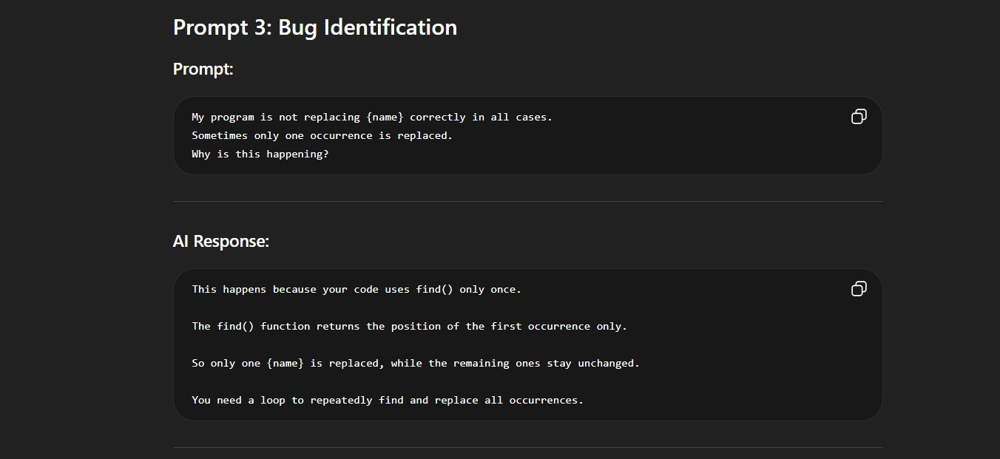 Prompt 3: Bug Identification
Prompt:
My program is not replacing {name} correctly in all cases.
Sometimes only one occurrence is replaced.
Why is this happening?
AI Response:
This happens because your code uses find() only once.
The find() function returns the position of the first occurrence only.
So only one {name} is replaced, while the remaining ones stay unchanged.
You need a loop to repeatedly find and replace all occurrences.